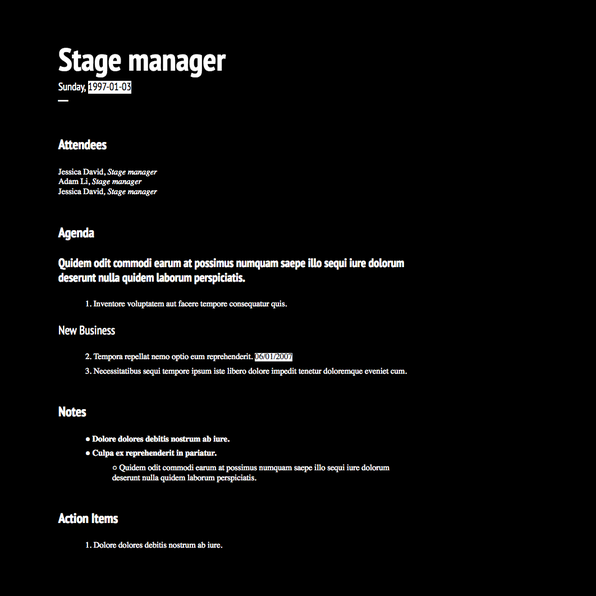 Stage manager
Sunday, 1997-01-03
Attendees
Jessica David, Stage manager
Adam Li, Stage manager
Jessica David, Stage manager
Agenda
Quidem odit commodi earum at possimus numquam saepe illo sequi iure dolorum
deserunt nulla quidem laborum perspiciatis.
1. Inventore voluptatem aut facere tempore consequatur quis.
New Business
2. Tempora repellat nemo optio eum reprehenderit. 06/01/2007
3. Necessitatibus sequi tempore ipsum iste libero dolore impedit tenetur doloremque eveniet cum.
Notes
● Dolore dolores debitis nostrum ab iure.
● Culpa ex reprehenderit in pariatur.
○ Quidem odit commodi earum at possimus numquam saepe illo sequi iure dolorum
deserunt nulla quidem laborum perspiciatis.
Action Items
1. Dolore dolores debitis nostrum ab iure.